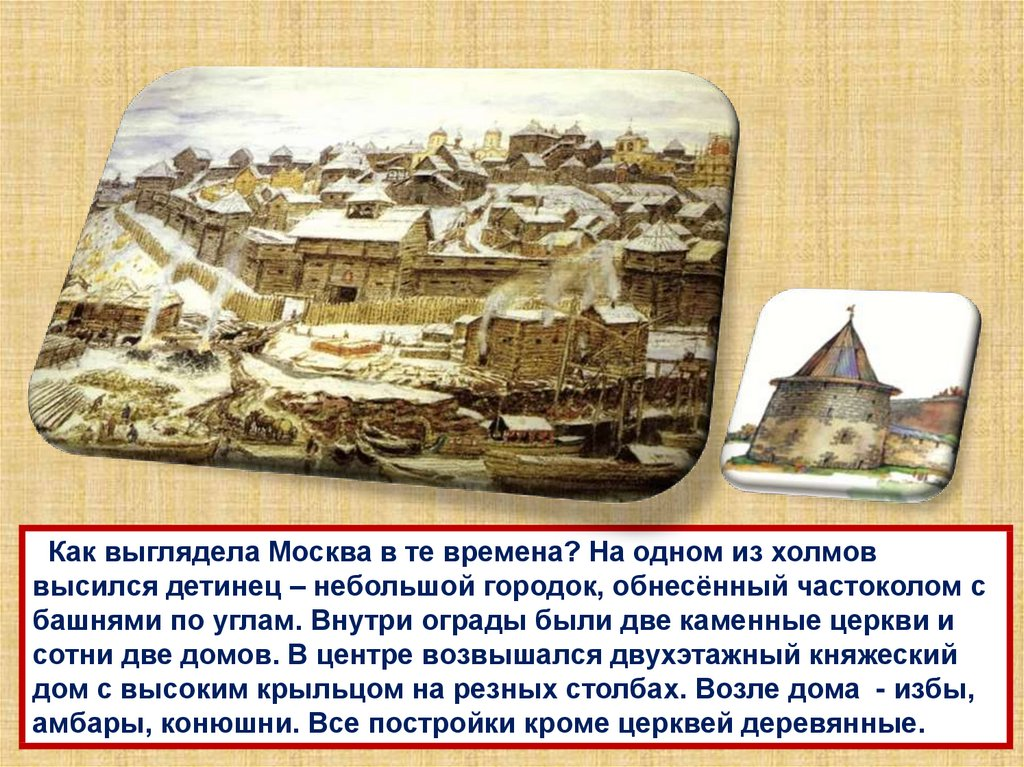 Как выглядела Москва в те времена? На одном из холмов
высился детинец – небольшой городок, обнесённый частоколом с
башнями по углам. Внутри ограды были две каменные церкви и
сотни две домов. В центре возвышался двухэтажный княжеский
дом с высоким крыльцом на резных столбах. Возле дома  - избы,
амбары, конюшни. Все постройки кроме церквей деревянные.